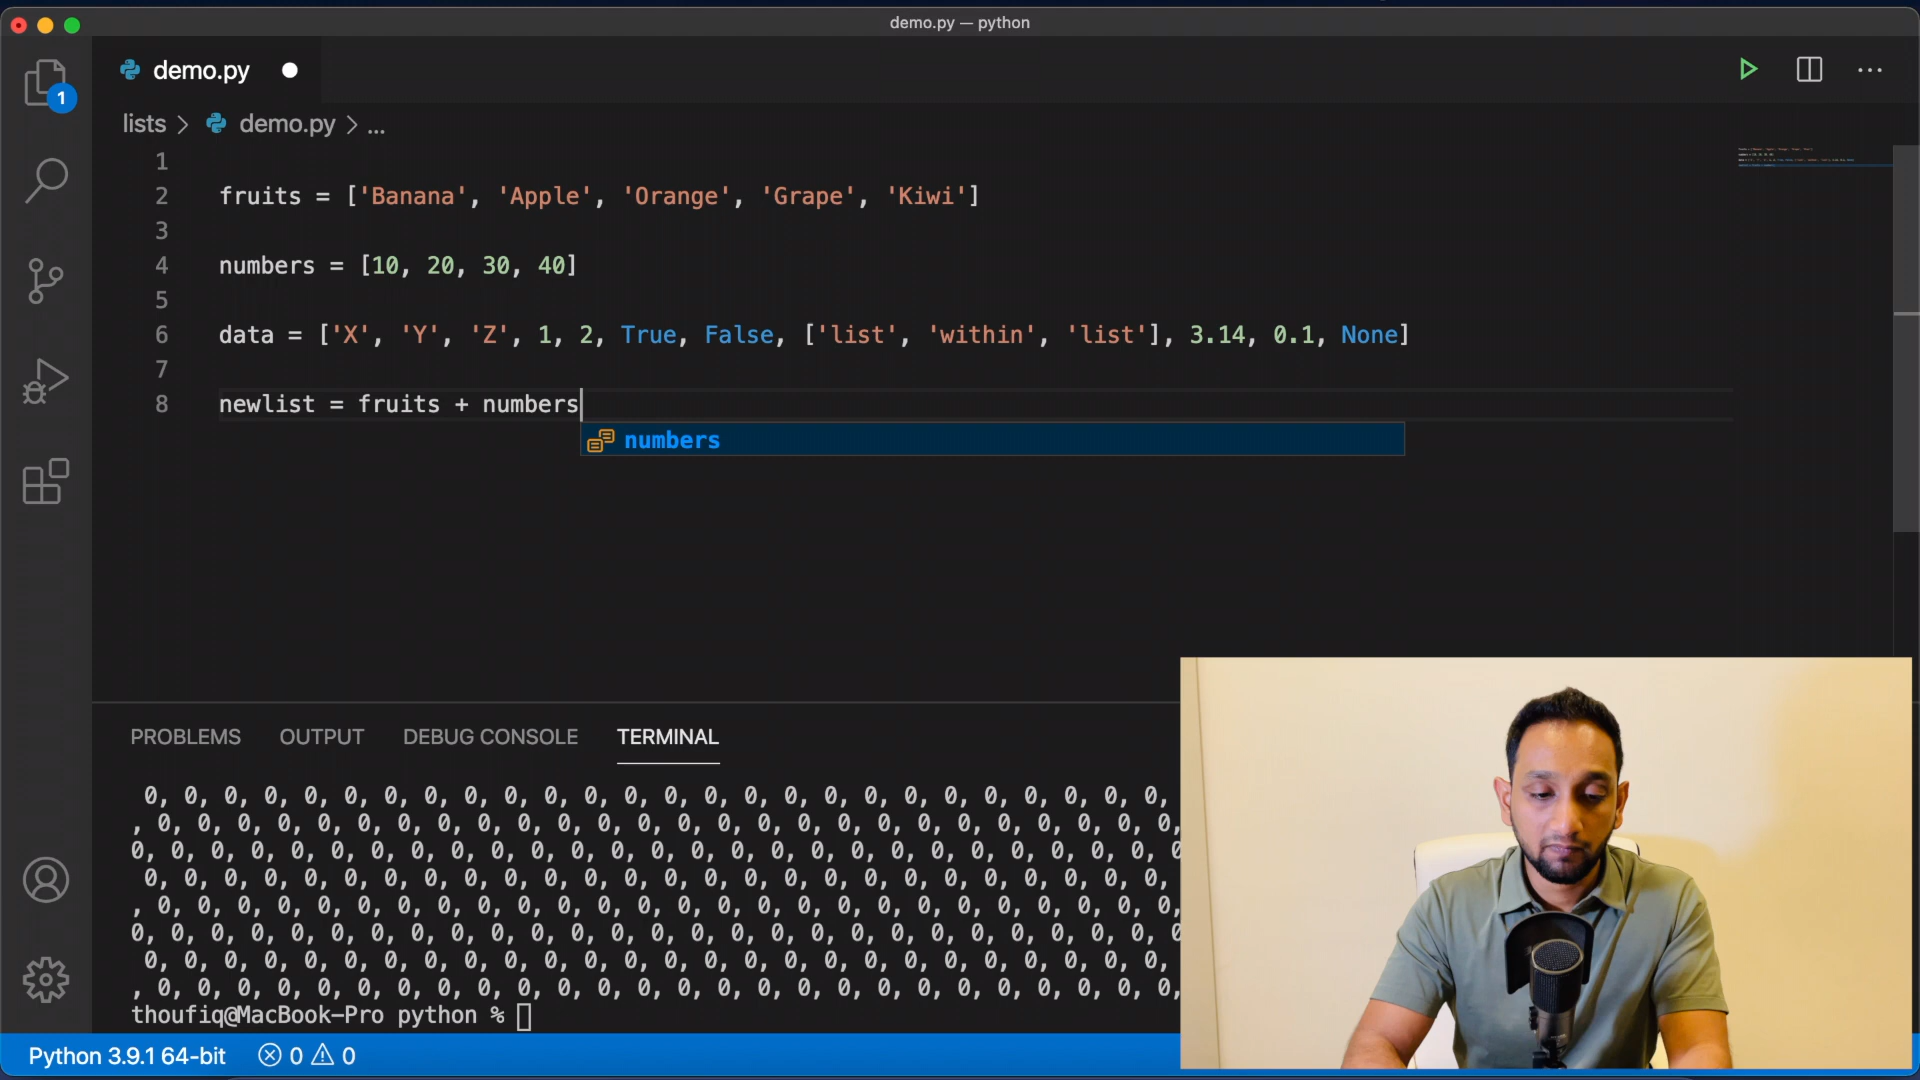 demo.py — python
1
demo.py
lists > demo.py > ...
1
2 fruits = ['Banana', 'Apple', 'Orange', 'Grape', 'Kiwi']
3
4 numbers = [10, 20, 30, 40]
5
6 data = ['X', 'Y', 'Z', 1, 2, True, False, ['list', 'within', 'list'], 3.14, 0.1, None]
7
8 newlist = fruits + numbers
numbers
PROBLEMS OUTPUT DEBUG CONSOLE TERMINAL
0, 0, 0, 0, 0, 0, 0, 0, 0, 0, 0, 0, 0, 0, 0, 0, 0, 0, 0, 0, 0, 0, 0, 0, 0, 0,
, 0, 0, 0, 0, 0, 0, 0, 0, 0, 0, 0, 0, 0, 0, 0, 0, 0, 0, 0, 0, 0, 0, 0, 0, 0, 0,
0, 0, 0, 0, 0, 0, 0, 0, 0, 0, 0, 0, 0, 0, 0, 0, 0, 0, 0, 0, 0, 0, 0, 0, 0, 0, 0
0, 0, 0, 0, 0, 0, 0, 0, 0, 0, 0, 0, 0, 0, 0, 0, 0, 0, 0, 0, 0, 0, 0, 0, 0, 0,
, 0, 0, 0, 0, 0, 0, 0, 0, 0, 0, 0, 0, 0, 0, 0, 0, 0, 0, 0, 0, 0, 0, 0, 0, 0, 0,
0, 0, 0, 0, 0, 0, 0, 0, 0, 0, 0, 0, 0, 0, 0, 0, 0, 0, 0, 0, 0, 0, 0, 0, 0, 0, 0
0, 0, 0, 0, 0, 0, 0, 0, 0, 0, 0, 0, 0, 0, 0, 0, 0, 0, 0, 0, 0, 0, 0, 0, 0, 0,
, 0, 0, 0, 0, 0, 0, 0, 0, 0, 0, 0, 0, 0, 0, 0, 0, 0, 0, 0, 0, 0, 0, 0, 0, 0, 0,
thoufiq@MacBook-Pro python %
Python 3.9.1 64-bit 0 0